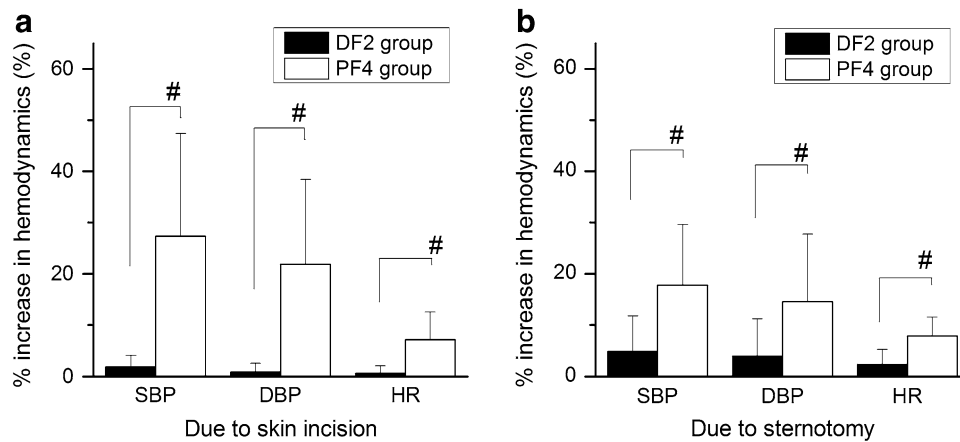 a
% increase in hemodynamics (%)
60
40
20
0
DF2 group
PF4 group
#
#
#
SBP
DBP
HR
Due to skin incision
b
% increase in hemodynamics (%)
60
40
20
0
DF2 group
PF4 group
#
#
#
SBP
DBP
HR
Due to sternotomy